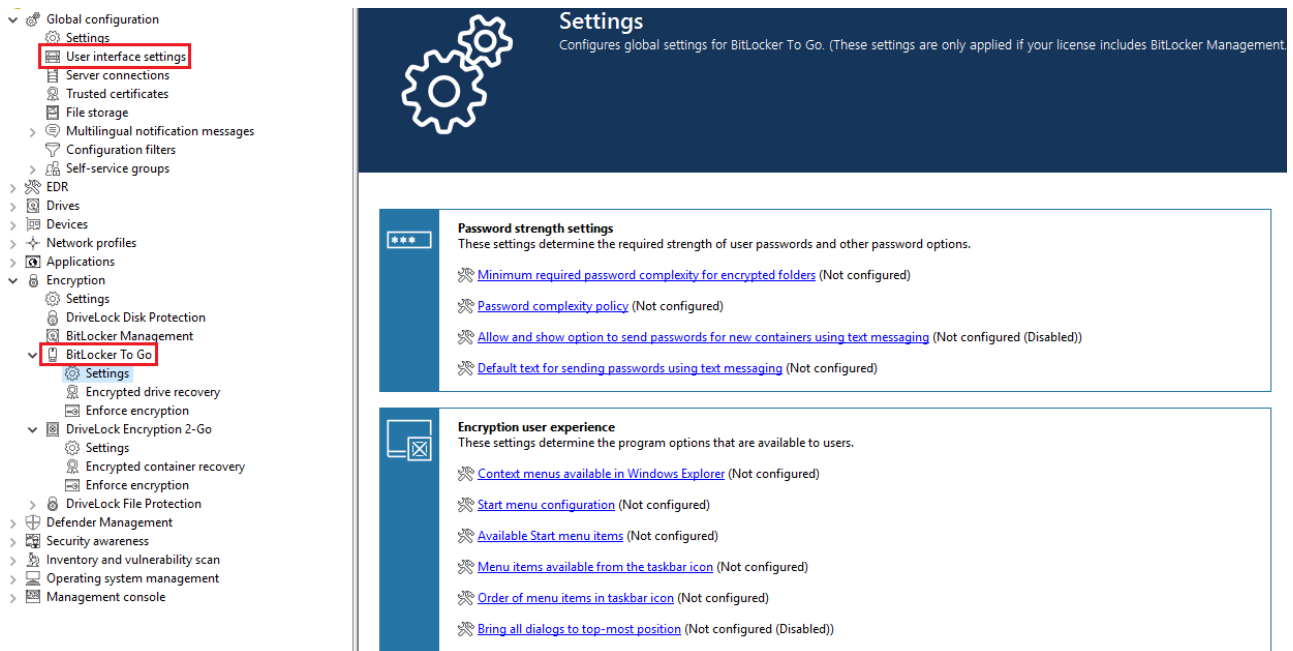 Global configuration
Settings
User interface settings
Server connections
Trusted certificates
File storage
Multilingual notification messages
Configuration filters
Self-service groups
EDR
Drives
Devices
Network profiles
Applications
Encryption
Settings
DriveLock Disk Protection
BitLocker Management
BitLocker To Go
Settings
Encrypted drive recovery
Enforce encryption
DriveLock Encryption 2-Go
Settings
Encrypted container recovery
Enforce encryption
DriveLock File Protection
Defender Management
Security awareness
Inventory and vulnerability scan
Operating system management
Management console
Settings
Configures global settings for BitLocker To Go. (These settings are only applied if your license includes BitLocker Management.
***
Password strength settings
These settings determine the required strength of user passwords and other password options.
Minimum required password complexity for encrypted folders (Not configured)
Password complexity policy (Not configured)
Allow and show option to send passwords for new containers using text messaging (Not configured (Disabled))
Default text for sending passwords using text messaging (Not configured)
Encryption user experience
These settings determine the program options that are available to users.
Context menus available in Windows Explorer (Not configured)
Start menu configuration (Not configured)
Available Start menu items (Not configured)
Menu items available from the taskbar icon (Not configured)
Order of menu items in taskbar icon (Not configured)
Bring all dialogs to top-most position (Not configured (Disabled))